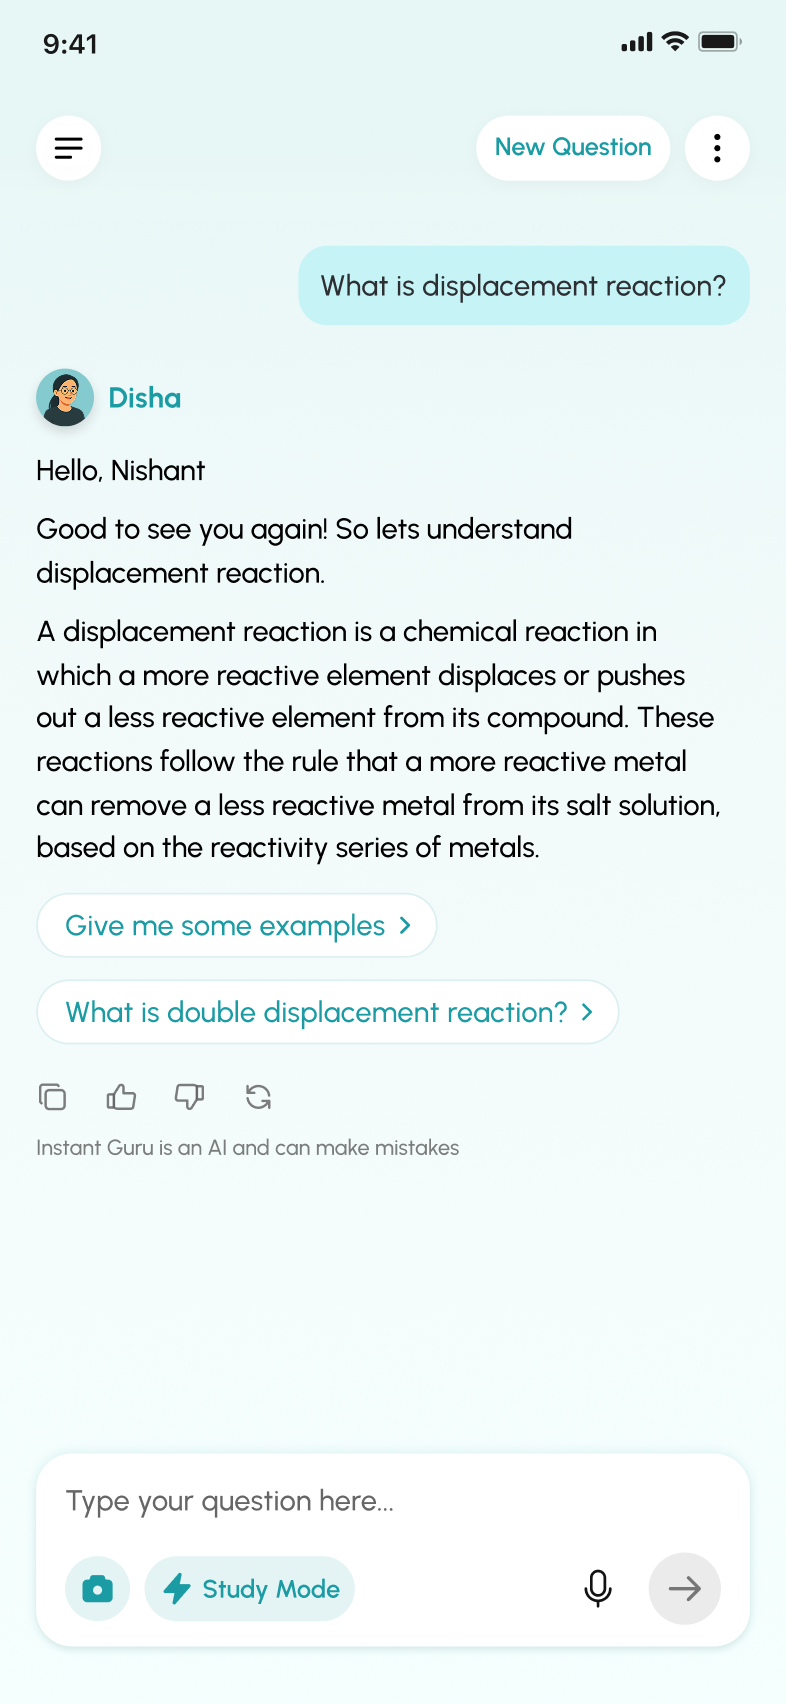 9:41
New Question
What is displacement reaction?
Disha
Hello, Nishant
Good to see you again! So lets understand
displacement reaction.
A displacement reaction is a chemical reaction in
which a more reactive element displaces or pushes
out a less reactive element from its compound. These
reactions follow the rule that a more reactive metal
can remove a less reactive metal from its salt solution,
based on the reactivity series of metals.
Give me some examples
What is double displacement reaction?
Instant Guru is an AI and can make mistakes
Type your question here...
Study Mode